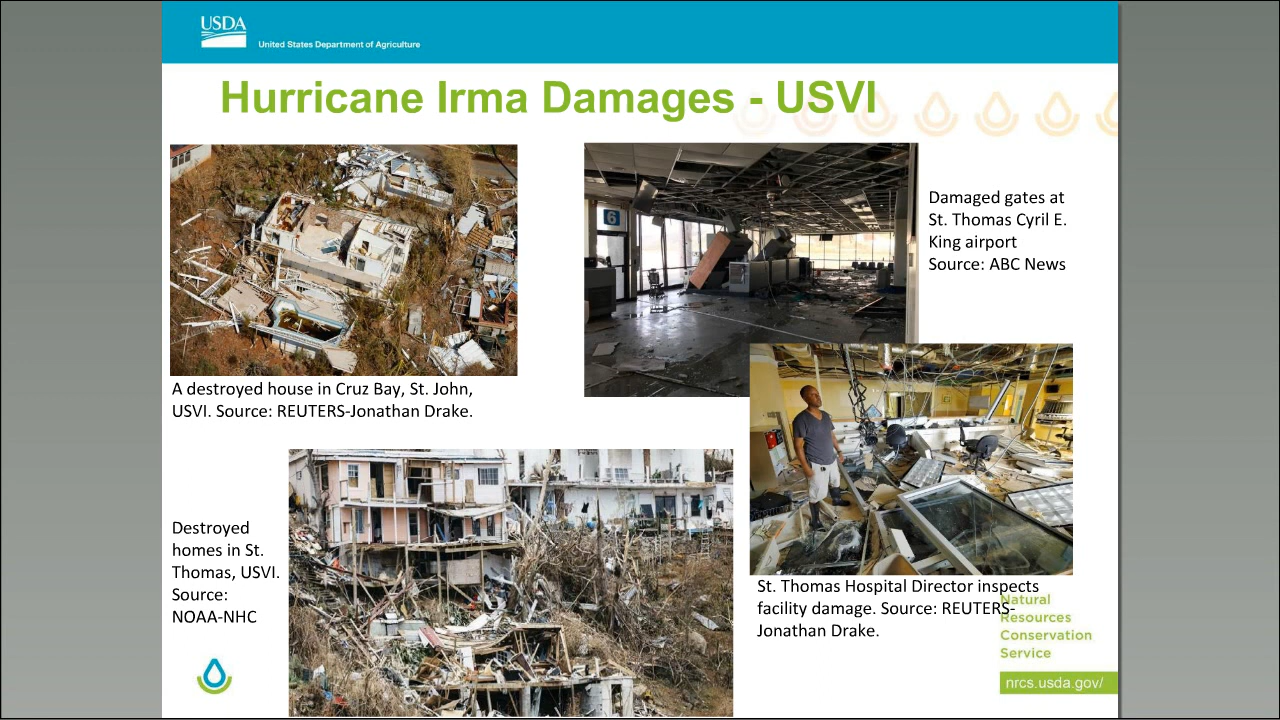 USDA
United States Department of Agriculture
Hurricane Irma Damages - USVI
A destroyed house in Cruz Bay, St. John,
USVI. Source: REUTERS-Jonathan Drake.
6
Damaged gates at
St. Thomas Cyril E.
King airport
Source: ABC News
Destroyed
homes in St.
Thomas, USVI.
Source:
NOAA-NHC
St. Thomas Hospital Director inspects
facility damage. Source: REUTERS-
Jonathan Drake.
Natural
Resources
Conservation
Service
nrcs.usda.gov/